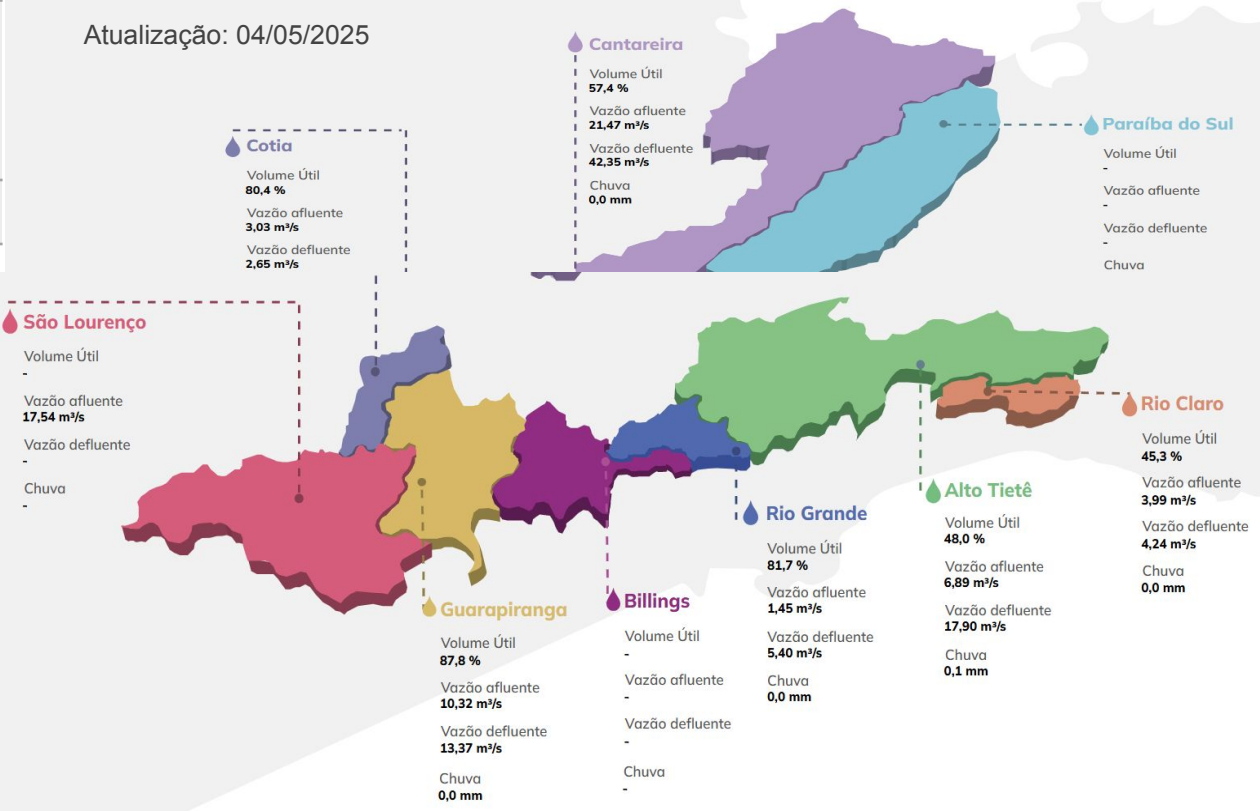 Atualização: 04/05/2025
Cantareira
Volume Útil
57,4 %
Vazão afluente
21,47 m³/s
Vazão defluente
42,35 m³/s
Chuva
0,0 mm
Paraíba do Sul
Volume Útil
-
Vazão afluente
-
Vazão defluente
-
Chuva
Cotia
Volume Útil
80,4 %
Vazão afluente
3,03 m³/s
Vazão defluente
2,65 m³/s
São Lourenço
Volume Útil
-
Vazão afluente
17,54 m³/s
Vazão defluente
-
Chuva
-
Guarapiranga
Volume Útil
87,8 %
Vazão afluente
10,32 m³/s
Vazão defluente
13,37 m³/s
Chuva
0,0 mm
Billings
Volume Útil
-
Vazão afluente
-
Vazão defluente
-
Chuva
-
Rio Grande
Volume Útil
81,7 %
Vazão afluente
1,45 m³/s
Vazão defluente
5,40 m³/s
Chuva
0,0 mm
Alto Tietê
Volume Útil
48,0 %
Vazão afluente
6,89 m³/s
Vazão defluente
17,90 m³/s
Chuva
0,1 mm
Rio Claro
Volume Útil
45,3 %
Vazão afluente
3,99 m³/s
Vazão defluente
4,24 m³/s
Chuva
0,0 mm